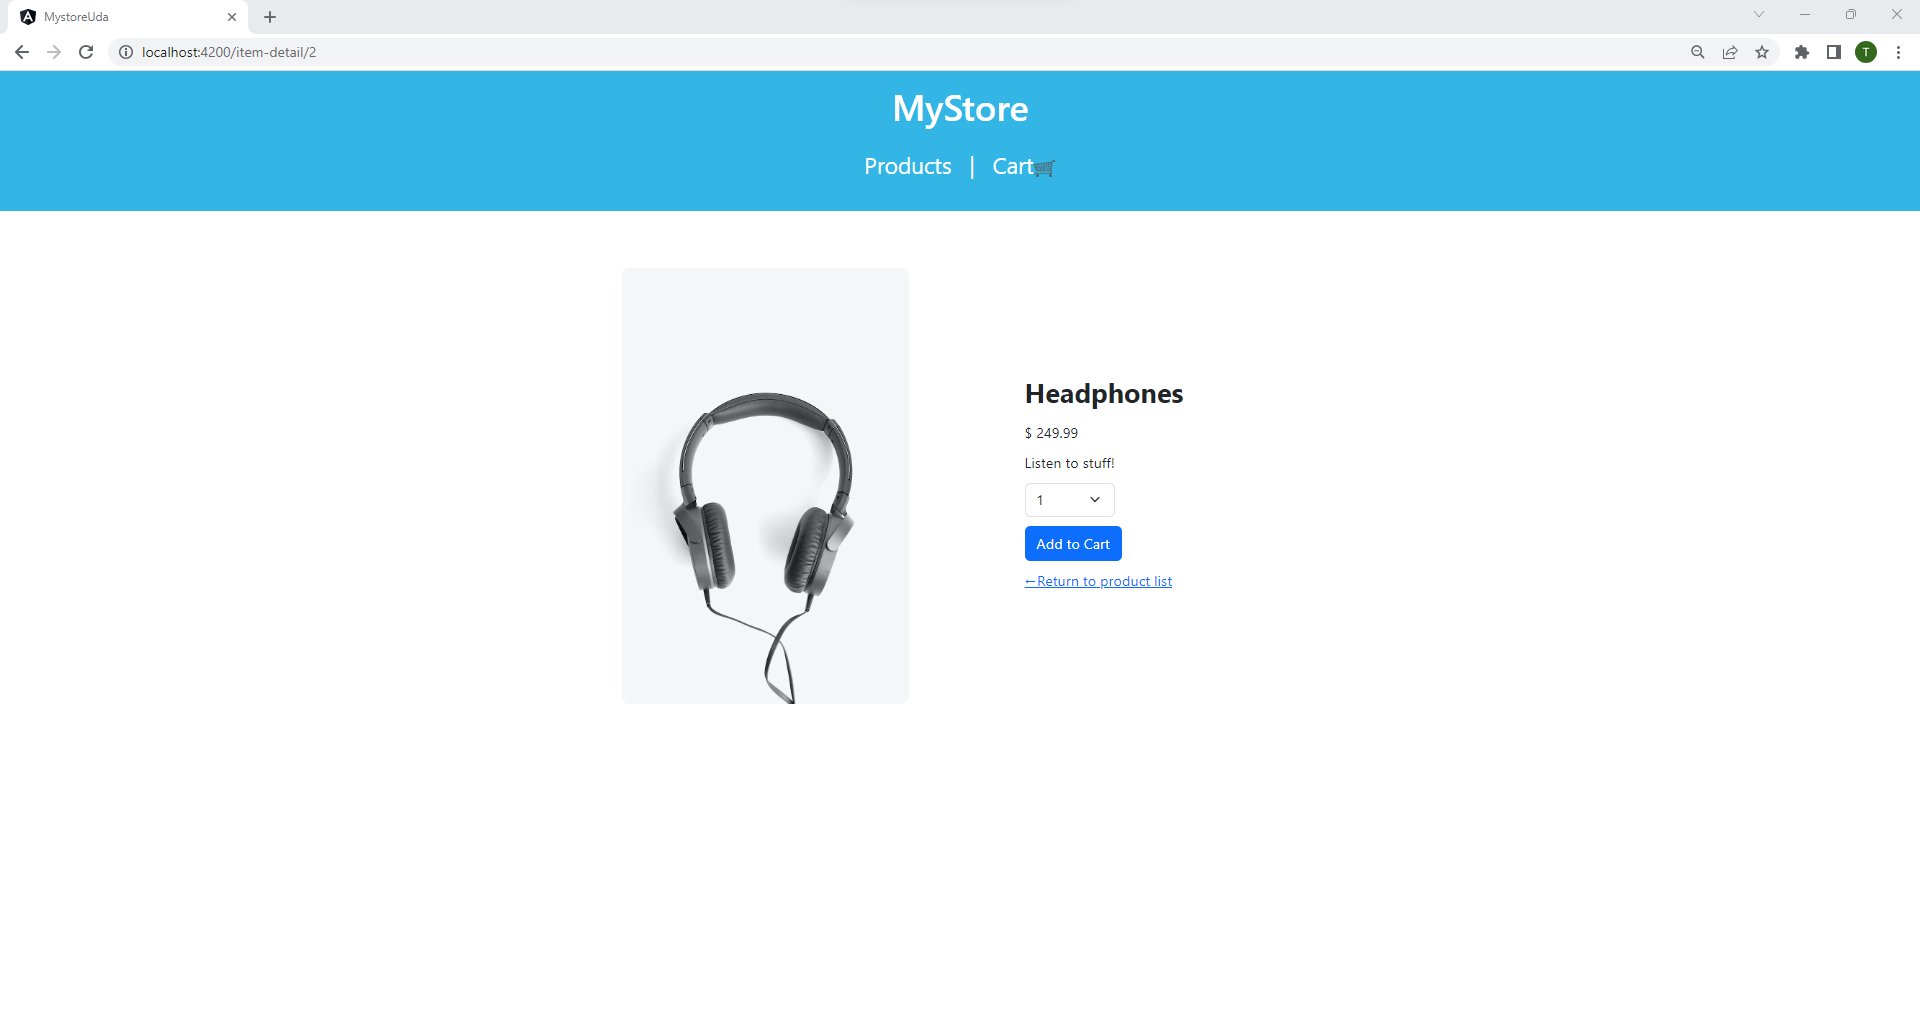 MystoreUda
localhost:4200/item-detail/2
T
MyStore
Products | Cart🛒
Headphones
$ 249.99
Listen to stuff!
1
Add to Cart
←Return to product list